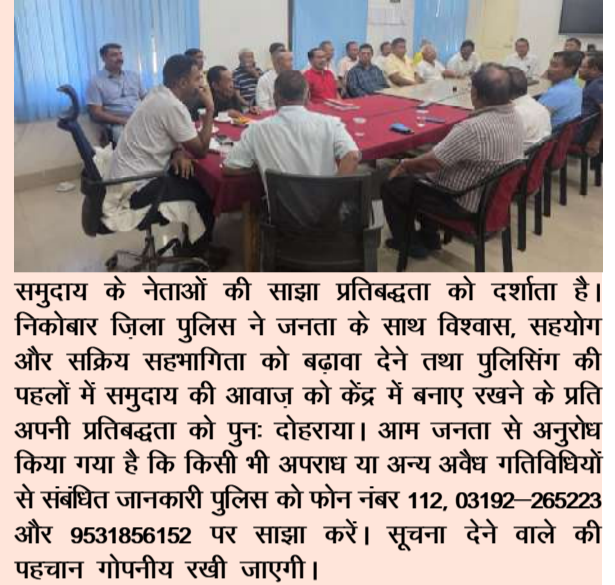 समुदाय के नेताओं की साझा प्रतिबद्धता को दर्शाता है।
निकोबार ज़िला पुलिस ने जनता के साथ विश्वास, सहयोग
और सक्रिय सहभागिता को बढ़ावा देने तथा पुलिसिंग की
पहलों में समुदाय की आवाज़ को केंद्र में बनाए रखने के प्रति
अपनी प्रतिबद्धता को पुनः दोहराया। आम जनता से अनुरोध
किया गया है कि किसी भी अपराध या अन्य अवैध गतिविधियों
से संबंधित जानकारी पुलिस को फोन नंबर 112, 03192–265223
और 9531856152 पर साझा करें। सूचना देने वाले की
पहचान गोपनीय रखी जाएगी।